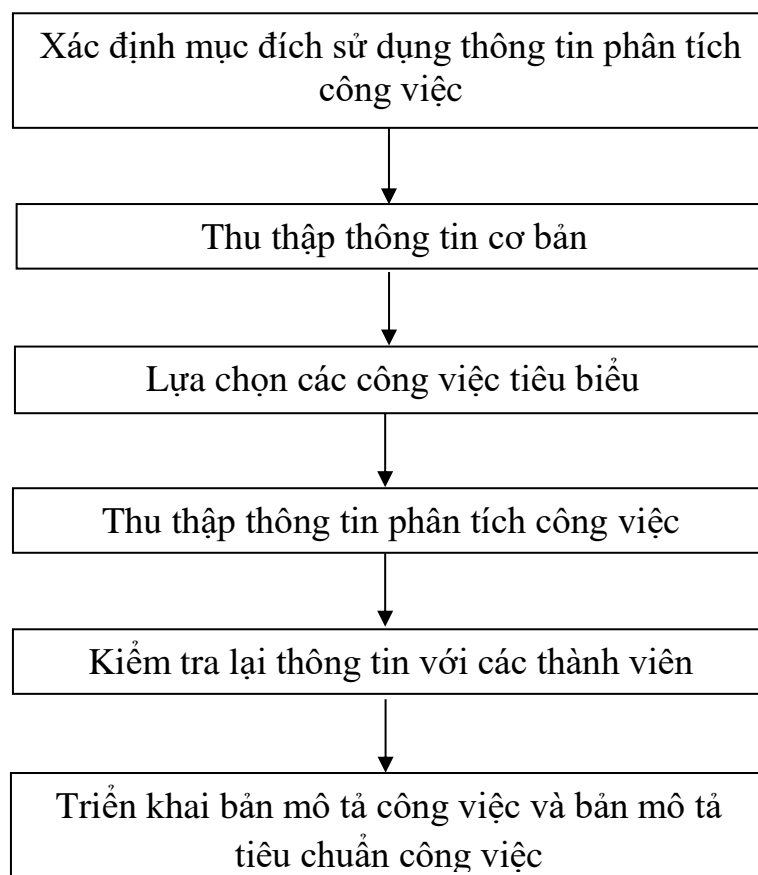 Xác định mục đích sử dụng thông tin phân tích
công việc
Thu thập thông tin cơ bản
Lựa chọn các công việc tiêu biểu
Thu thập thông tin phân tích công việc
Kiểm tra lại thông tin với các thành viên
Triển khai bản mô tả công việc và bản mô tả
tiêu chuẩn công việc